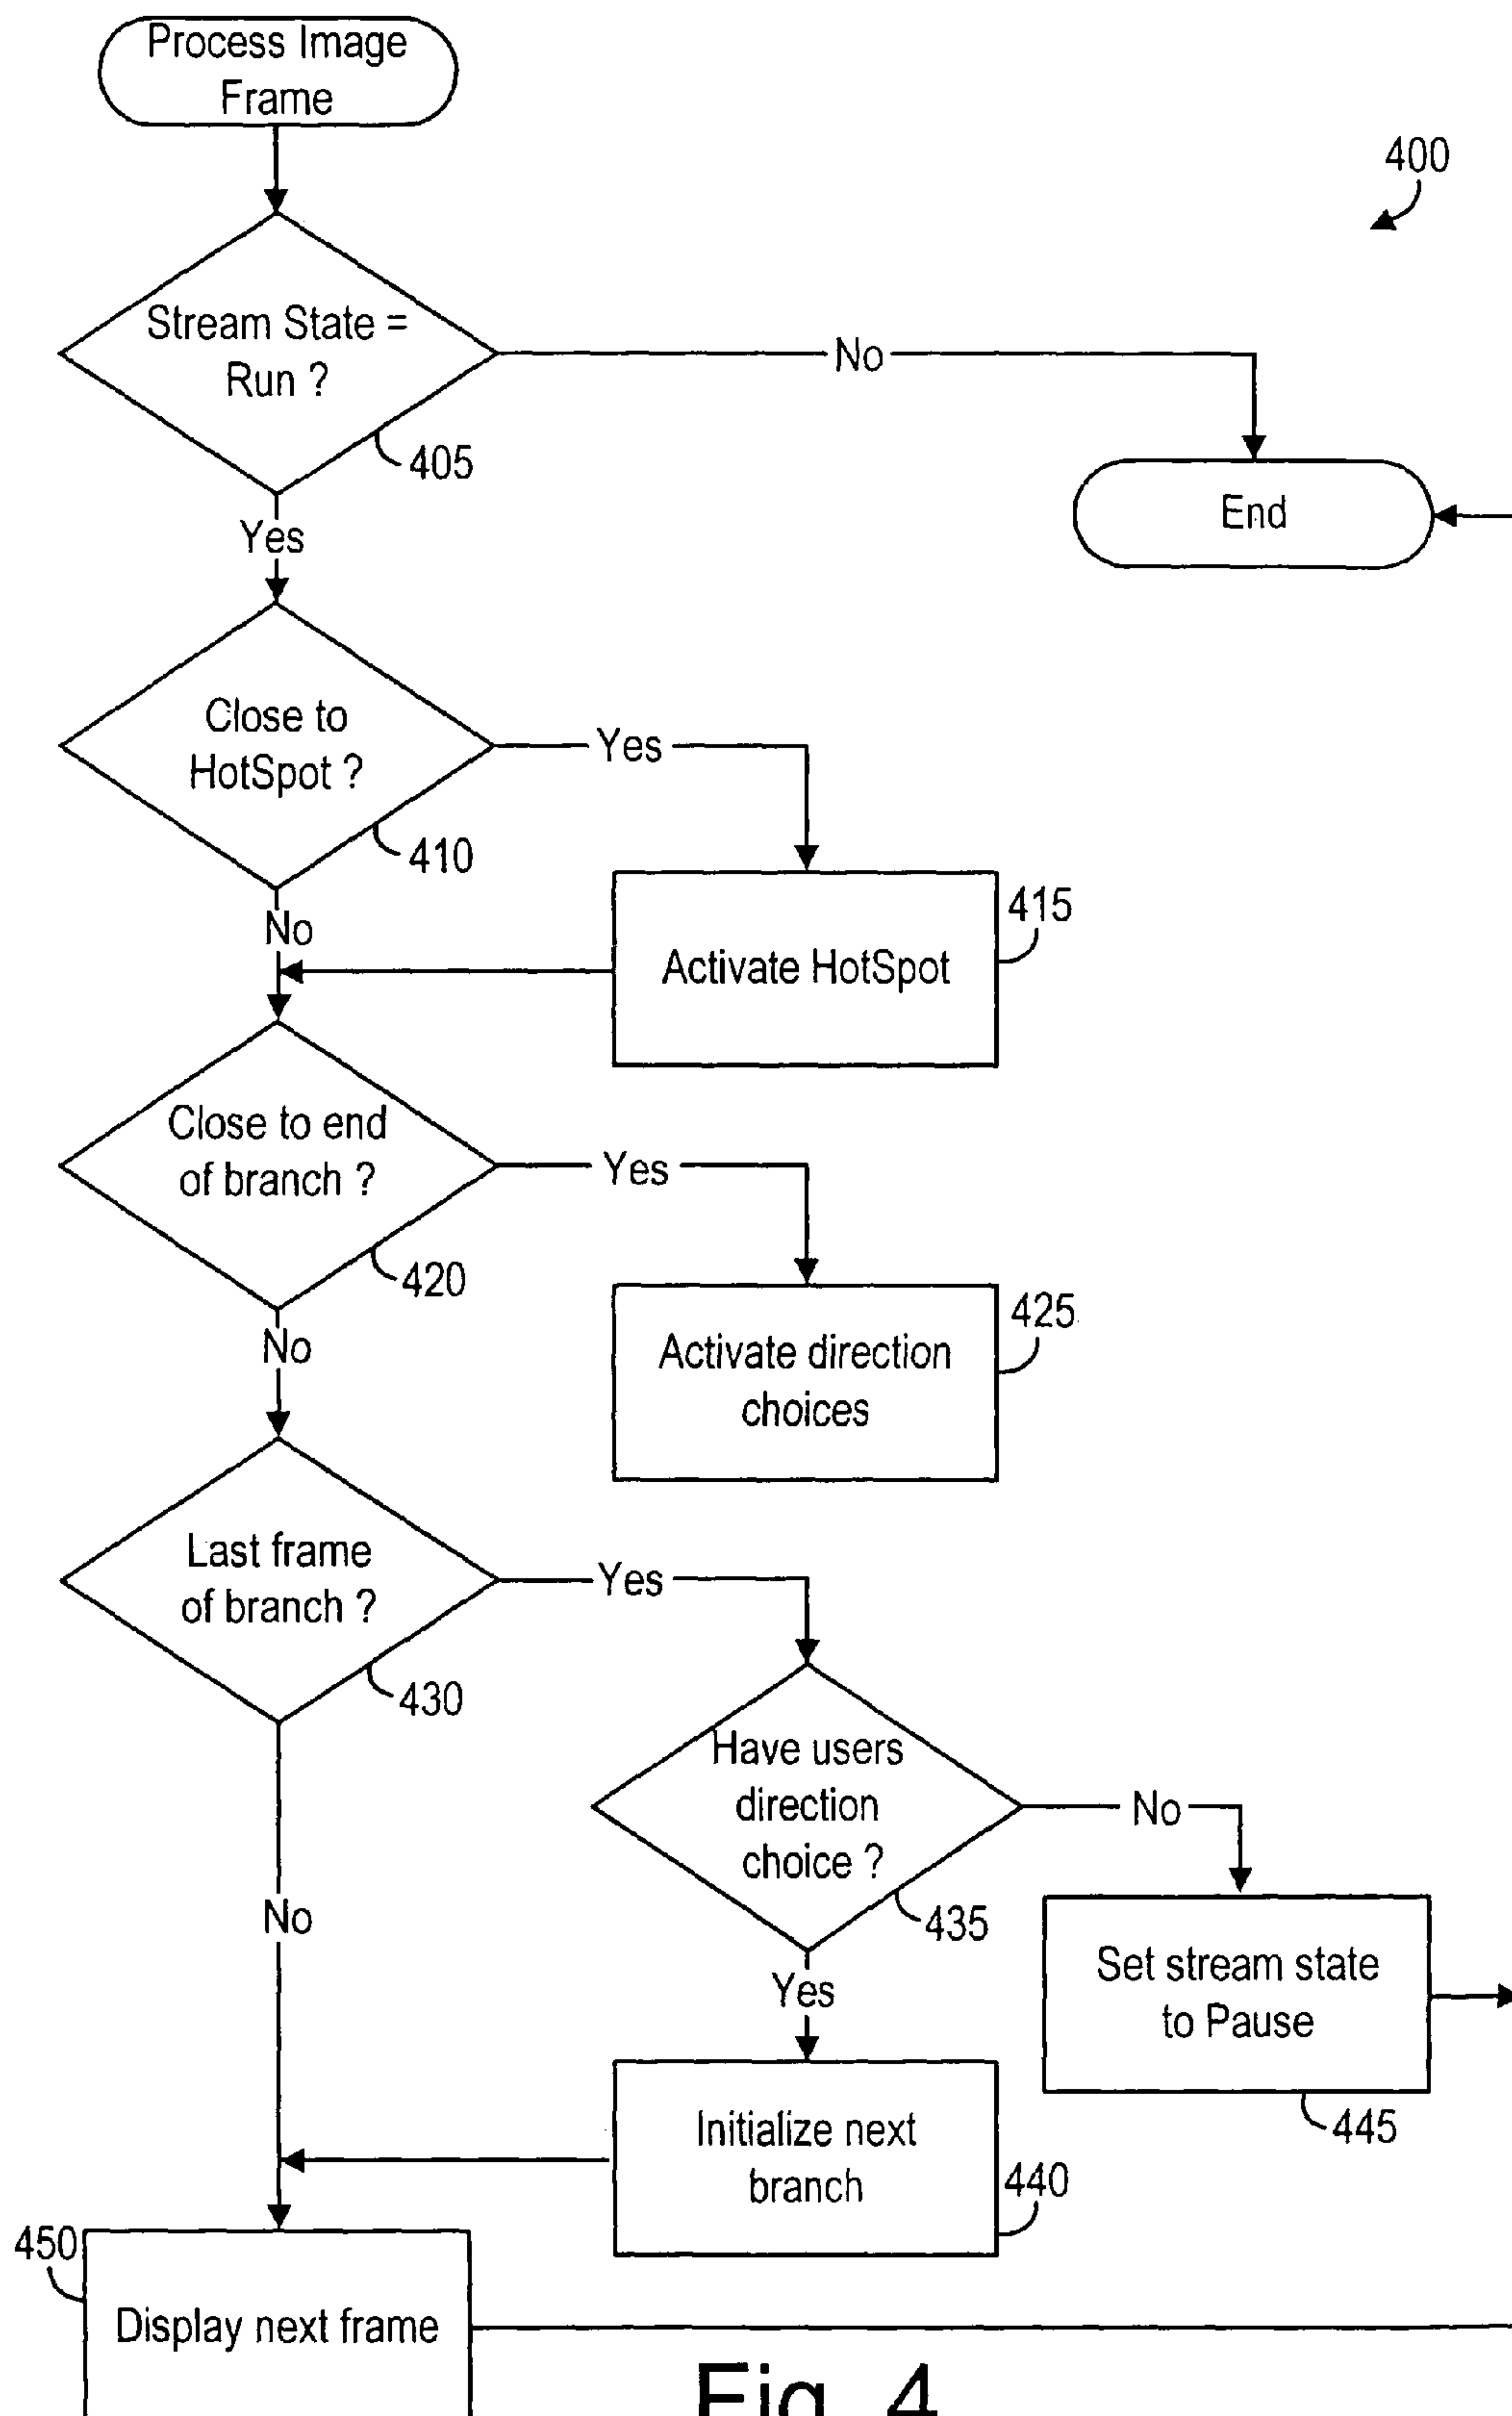 Process Image
Frame
400
Stream State =
Run ?
No
405
End
Yes
Close to
HotSpot ?
Yes
410
415
No
Activate HotSpot
Close to end
of branch ?
Yes
420
425
No
Activate direction
choices
Last frame
of branch ?
Yes
430
Have users
direction
choice ?
No
435
No
Yes
Set stream state
to Pause
445
Initialize next
branch
440
450
Display next frame
Fig. 4